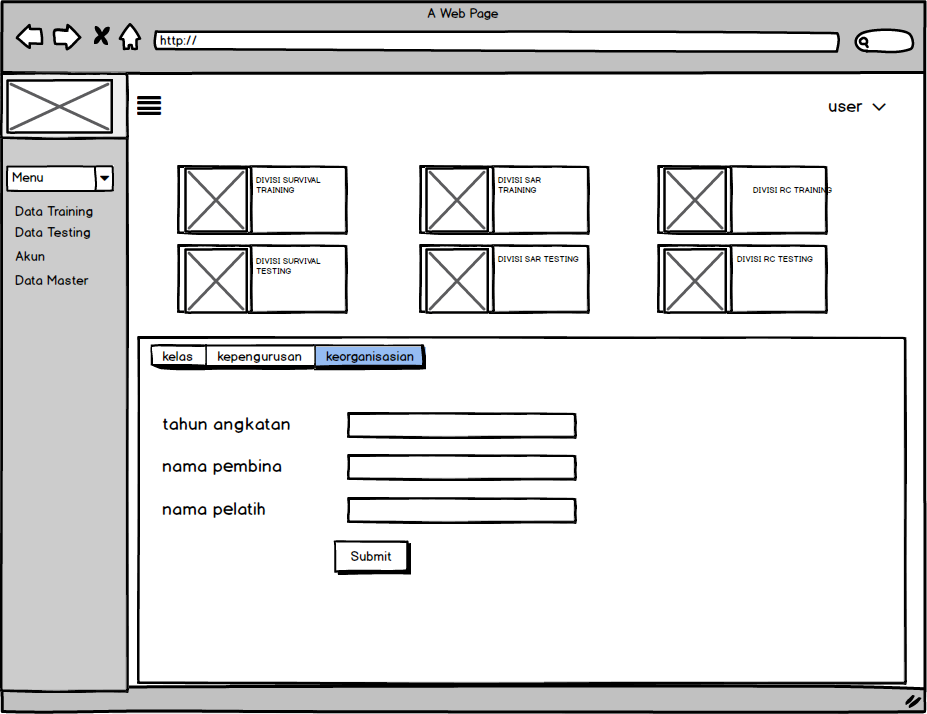 A Web Page
http://
user
Menu
Data Training
Data Testing
Akun
Data Master
DIVISI SURVIVAL
TRAINING
DIVISI SAR
TRAINING
DIVISI RC TRAINING
DIVISI SURVIVAL
TESTING
DIVISI SAR TESTING
DIVISI RC TESTING
kelas kepengurusan keorganisasian
tahun angkatan
nama pembina
nama pelatih
Submit